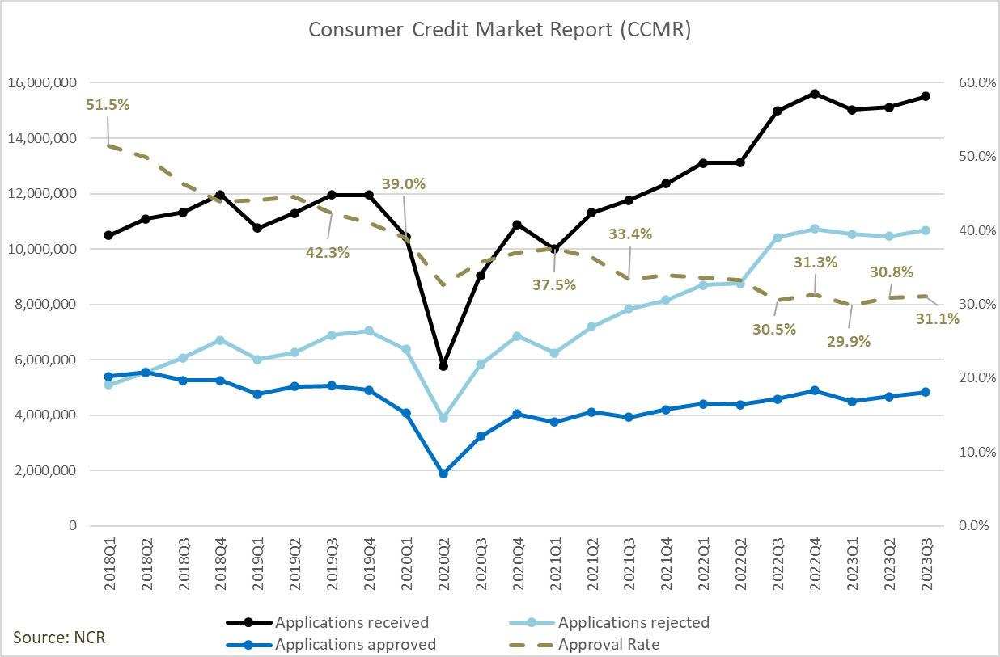 Consumer Credit Market Report (CCMR)
16,000,000
14,000,000
12,000,000
10,000,000
8,000,000
6,000,000
4,000,000
2,000,000
0
60.0%
50.0%
40.0%
30.0%
20.0%
10.0%
0.0%
51.5%
42.3%
39.0%
37.5%
33.4%
30.5%
31.3%
29.9%
30.8%
31.1%
2018Q1
2018Q2
2018Q3
2018Q4
2019Q1
2019Q2
2019Q3
2019Q4
2020Q1
2020Q2
2020Q3
2020Q4
2021Q1
2021Q2
2021Q3
2021Q4
2022Q1
2022Q2
2022Q3
2022Q4
2023Q1
2023Q2
2023Q3
Applications received
Applications rejected
Applications approved
Approval Rate
Source: NCR